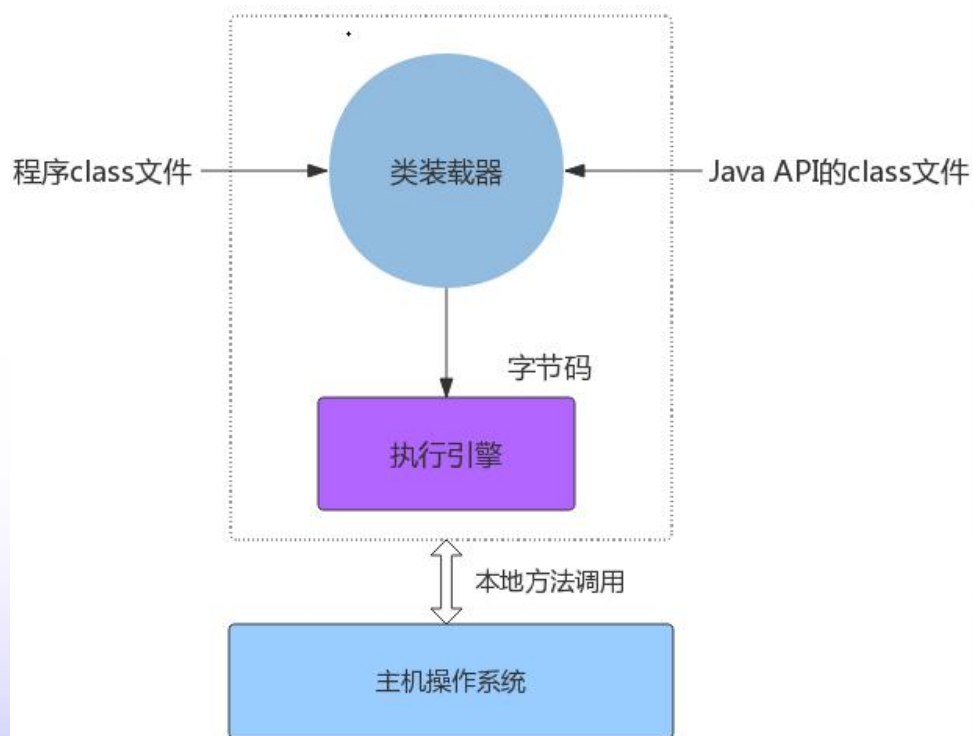 程序class文件
类装载器
Java API的class文件
字节码
执行引擎
本地方法调用
主机操作系统